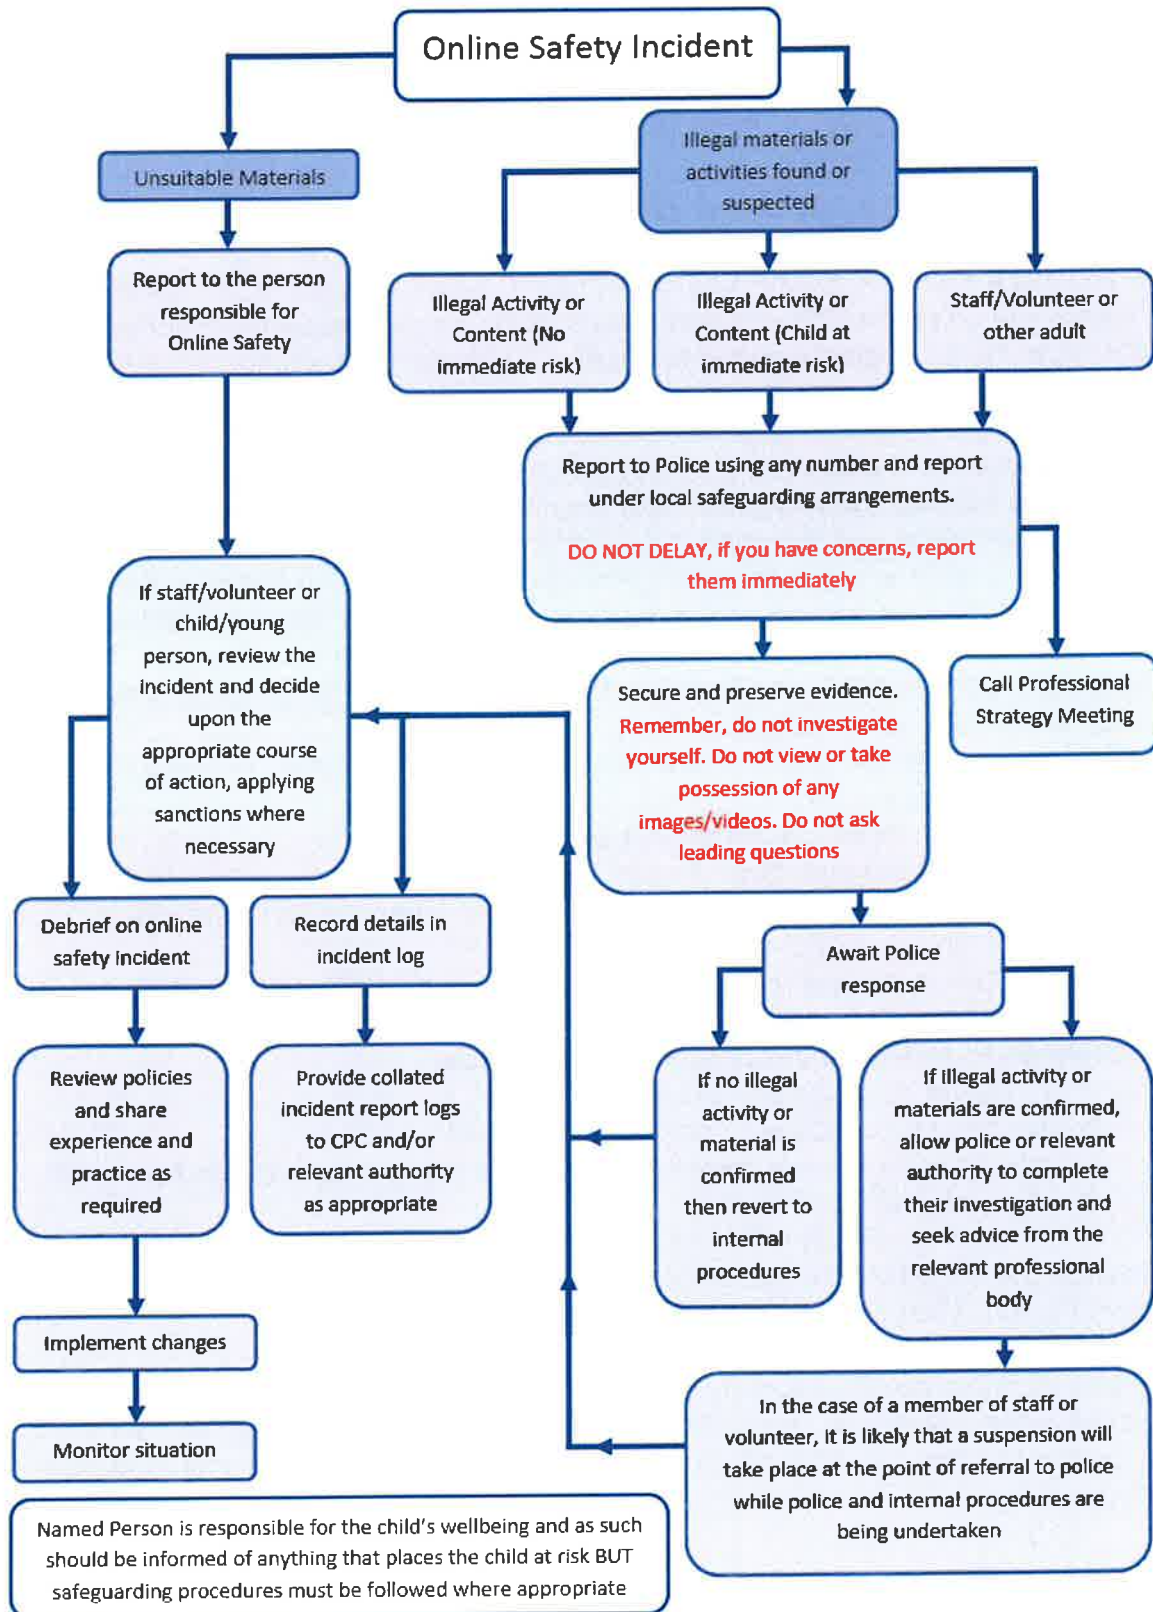 Online Safety Incident
Unsuitable Materials
Illegal materials or
activities found or
suspected
Report to the person
responsible for
Online Safety
Illegal Activity or
Content (No
immediate risk)
Illegal Activity or
Content (Child at
immediate risk)
Staff/Volunteer or
other adult
Report to Police using any number and report
under local safeguarding arrangements.
DO NOT DELAY, if you have concerns, report
them immediately
If staff/volunteer or
child/young
person, review the
incident and decide
upon the
appropriate course
of action, applying
sanctions where
necessary
Secure and preserve evidence.
Remember, do not investigate
yourself. Do not view or take
possession of any
images/videos. Do not ask
leading questions
Call Professional
Strategy Meeting
Debrief on online
safety incident
Record details in
incident log
Await Police
response
Review policies
and share
experience and
practice as
required
Provide collated
incident report logs
to CPC and/or
relevant authority
as appropriate
If no illegal
activity or
material is
confirmed
then revert to
internal
procedures
If illegal activity or
materials are confirmed,
allow police or relevant
authority to complete
their investigation and
seek advice from the
relevant professional
body
Implement changes
Monitor situation
In the case of a member of staff or
volunteer, it is likely that a suspension will
take place at the point of referral to police
while police and internal procedures are
being undertaken
Named Person is responsible for the child's wellbeing and as such
should be informed of anything that places the child at risk BUT
safeguarding procedures must be followed where appropriate